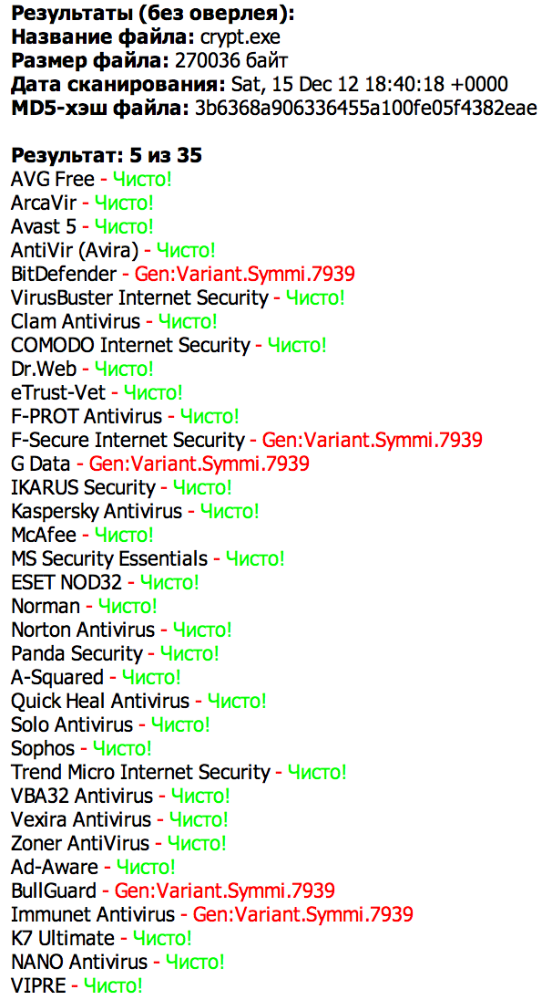 Результаты (без оверлея):
Название файла: crypt.exe
Размер файла: 270036 байт
Дата сканирования: Sat, 15 Dec 12 18:40:18 +0000
MD5-хэш файла: 3b6368a906336455a100fe05f4382eae
Результат: 5 из 35
AVG Free - Чисто!
ArcaVir - Чисто!
Avast 5 - Чисто!
AntiVir (Avira) - Чисто!
BitDefender - Gen:Variant.Symmi.7939
VirusBuster Internet Security - Чисто!
Clam Antivirus - Чисто!
COMODO Internet Security - Чисто!
Dr.Web - Чисто!
eTrust-Vet - Чисто!
F-PROT Antivirus - Чисто!
F-Secure Internet Security - Gen:Variant.Symmi.7939
G Data - Gen:Variant.Symmi.7939
IKARUS Security - Чисто!
Kaspersky Antivirus - Чисто!
McAfee - Чисто!
MS Security Essentials - Чисто!
ESET NOD32 - Чисто!
Norman - Чисто!
Norton Antivirus - Чисто!
Panda Security - Чисто!
A-Squared - Чисто!
Quick Heal Antivirus - Чисто!
Solo Antivirus - Чисто!
Sophos - Чисто!
Trend Micro Internet Security - Чисто!
VBA32 Antivirus - Чисто!
Vexira Antivirus - Чисто!
Zoner AntiVirus - Чисто!
Ad-Aware - Чисто!
BullGuard - Gen:Variant.Symmi.7939
Immunet Antivirus - Gen:Variant.Symmi.7939
K7 Ultimate - Чисто!
NANO Antivirus - Чисто!
VIPRE - Чисто!